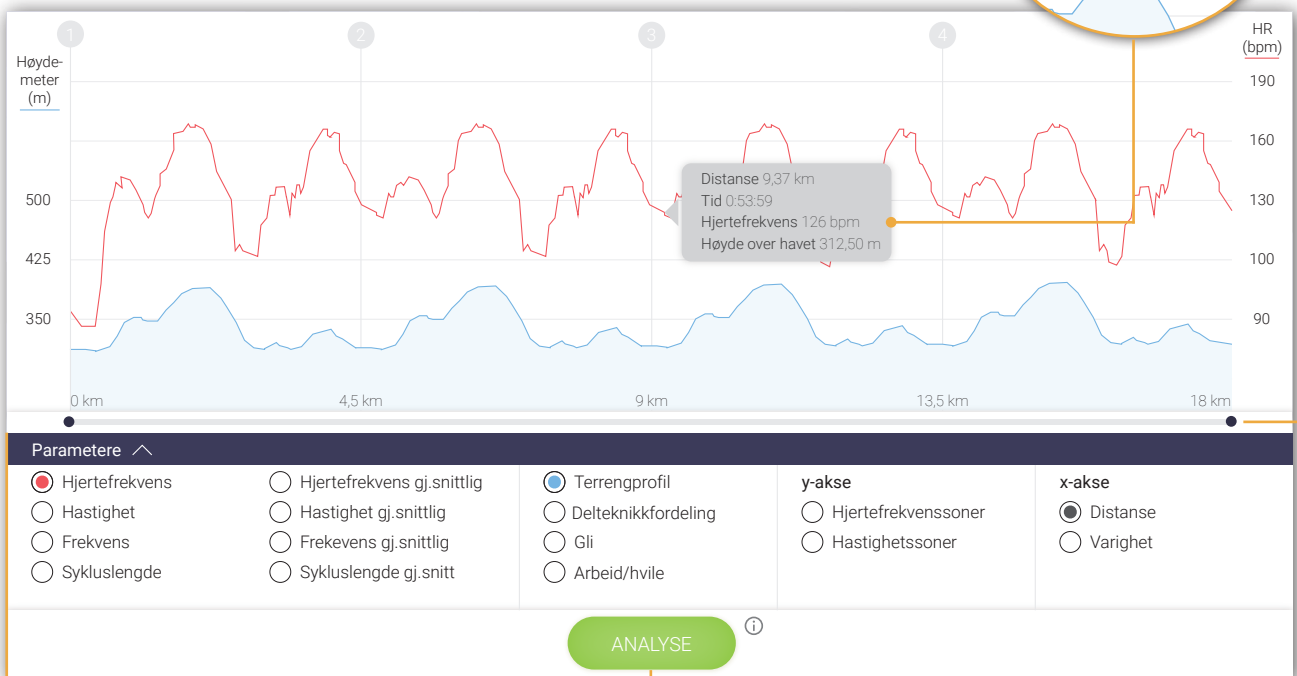 1
2
3
4
Høyde-
meter
(m)
HR
(bpm)
190
160
130
100
90
500
425
350
Distanse 9,37 km
Tid 0:53:59
Hjertefrekvens 126 bpm
Høyde over havet 312,50 m
0 km
4,5 km
9 km
13,5 km
18 km
Parametere
Hjertefrekvens
Hastighet
Frekvens
Sykluslengde
Hjertefrekvens gj.snittlig
Hastighet gj.snittlig
Frekevens gj.snittlig
Sykluslengde gj.snitt
Terrengprofil
Delteknikkfordeling
Gli
Arbeid/hvile
y-akse
Hjertefrekvenssoner
Hastighetssoner
x-akse
Distanse
Varighet
ANALYSE
i